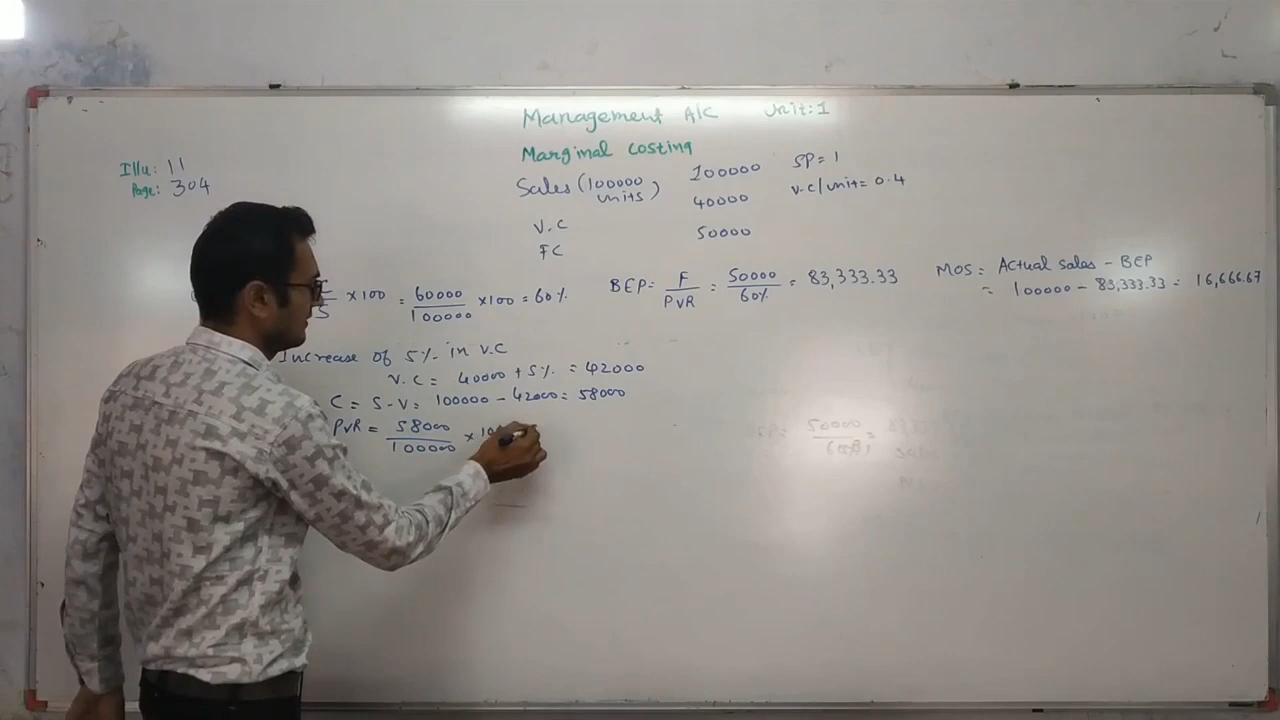 Management A/C Unit:1
Marginal costing
Illu: 11
Page: 304
Sales (100000 units) 100000 SP = 1
V.C 40000 v.c/unit = 0.4
FC 50000
C/S × 100 = 60000/100000 × 100 = 60%
BEP = F/PVR = 50000/60% = 83,333.33
MOS = Actual sales - BEP
= 100000 - 83,333.33 = 16,666.67
Increase of 5% in V.C
V.C = 40000 + 5% = 42000
C = S-V = 100000 - 42000 = 58000
PVR = 58000/100000 ×